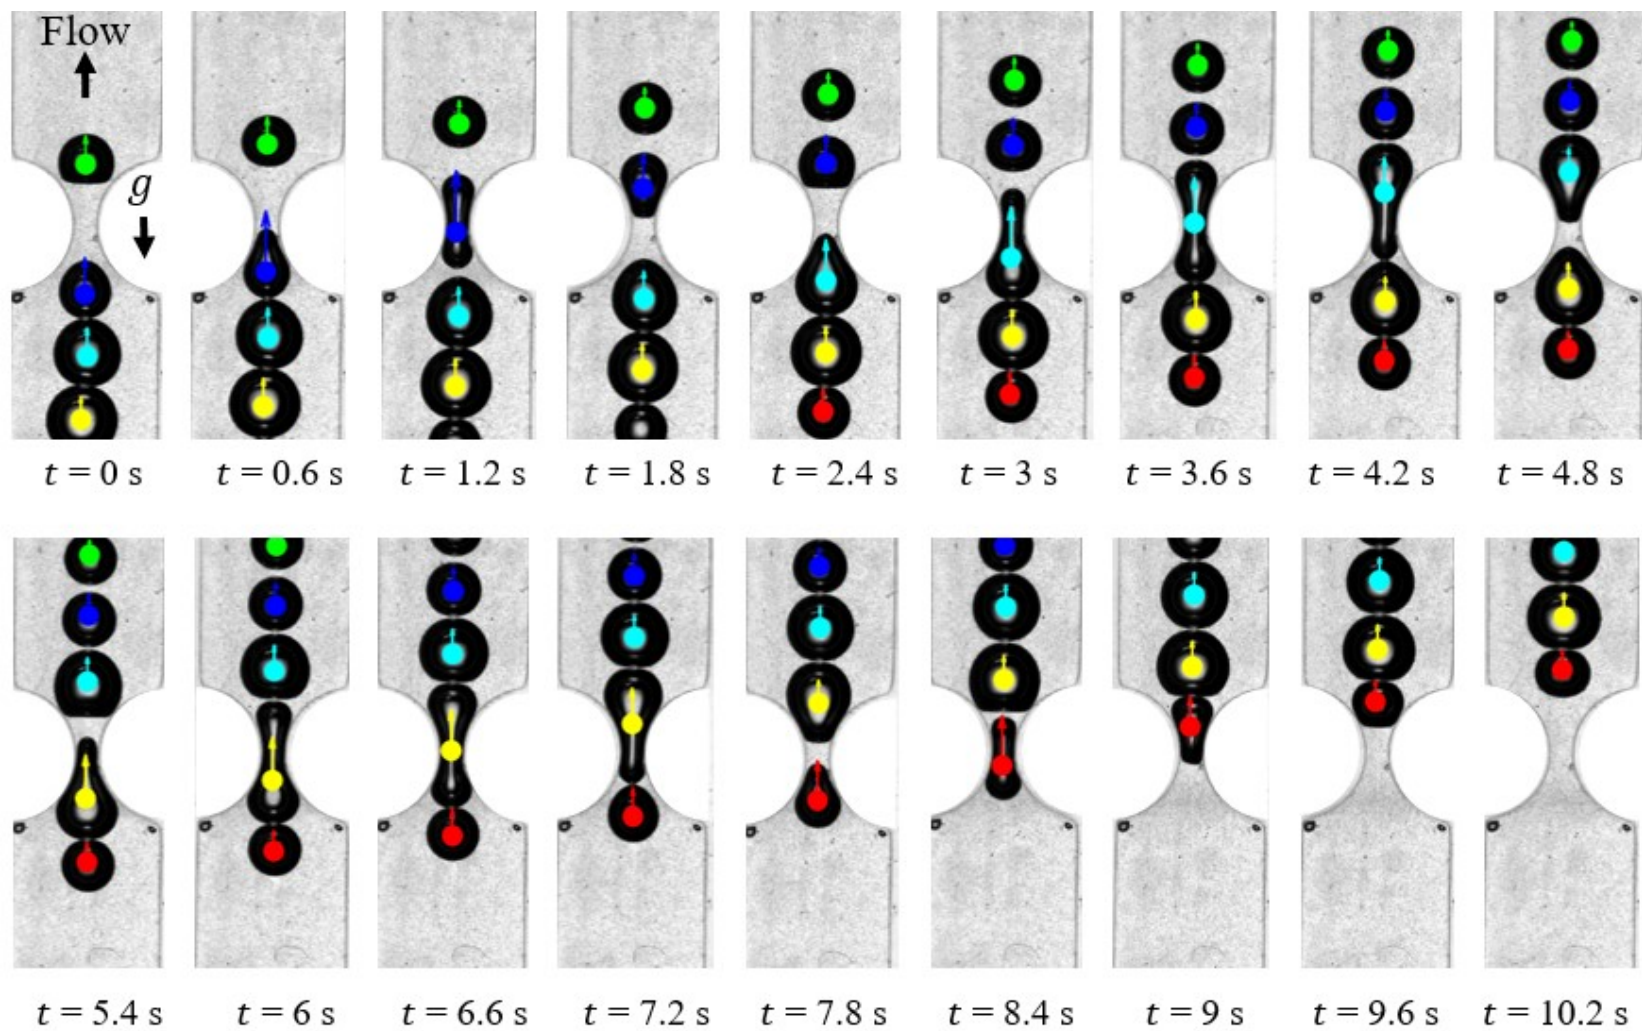 Flow
g
t = 0 s
t = 0.6 s
t = 1.2 s
t = 1.8 s
t = 2.4 s
t = 3 s
t = 3.6 s
t = 4.2 s
t = 4.8 s
t = 5.4 s
t = 6 s
t = 6.6 s
t = 7.2 s
t = 7.8 s
t = 8.4 s
t = 9 s
t = 9.6 s
t = 10.2 s